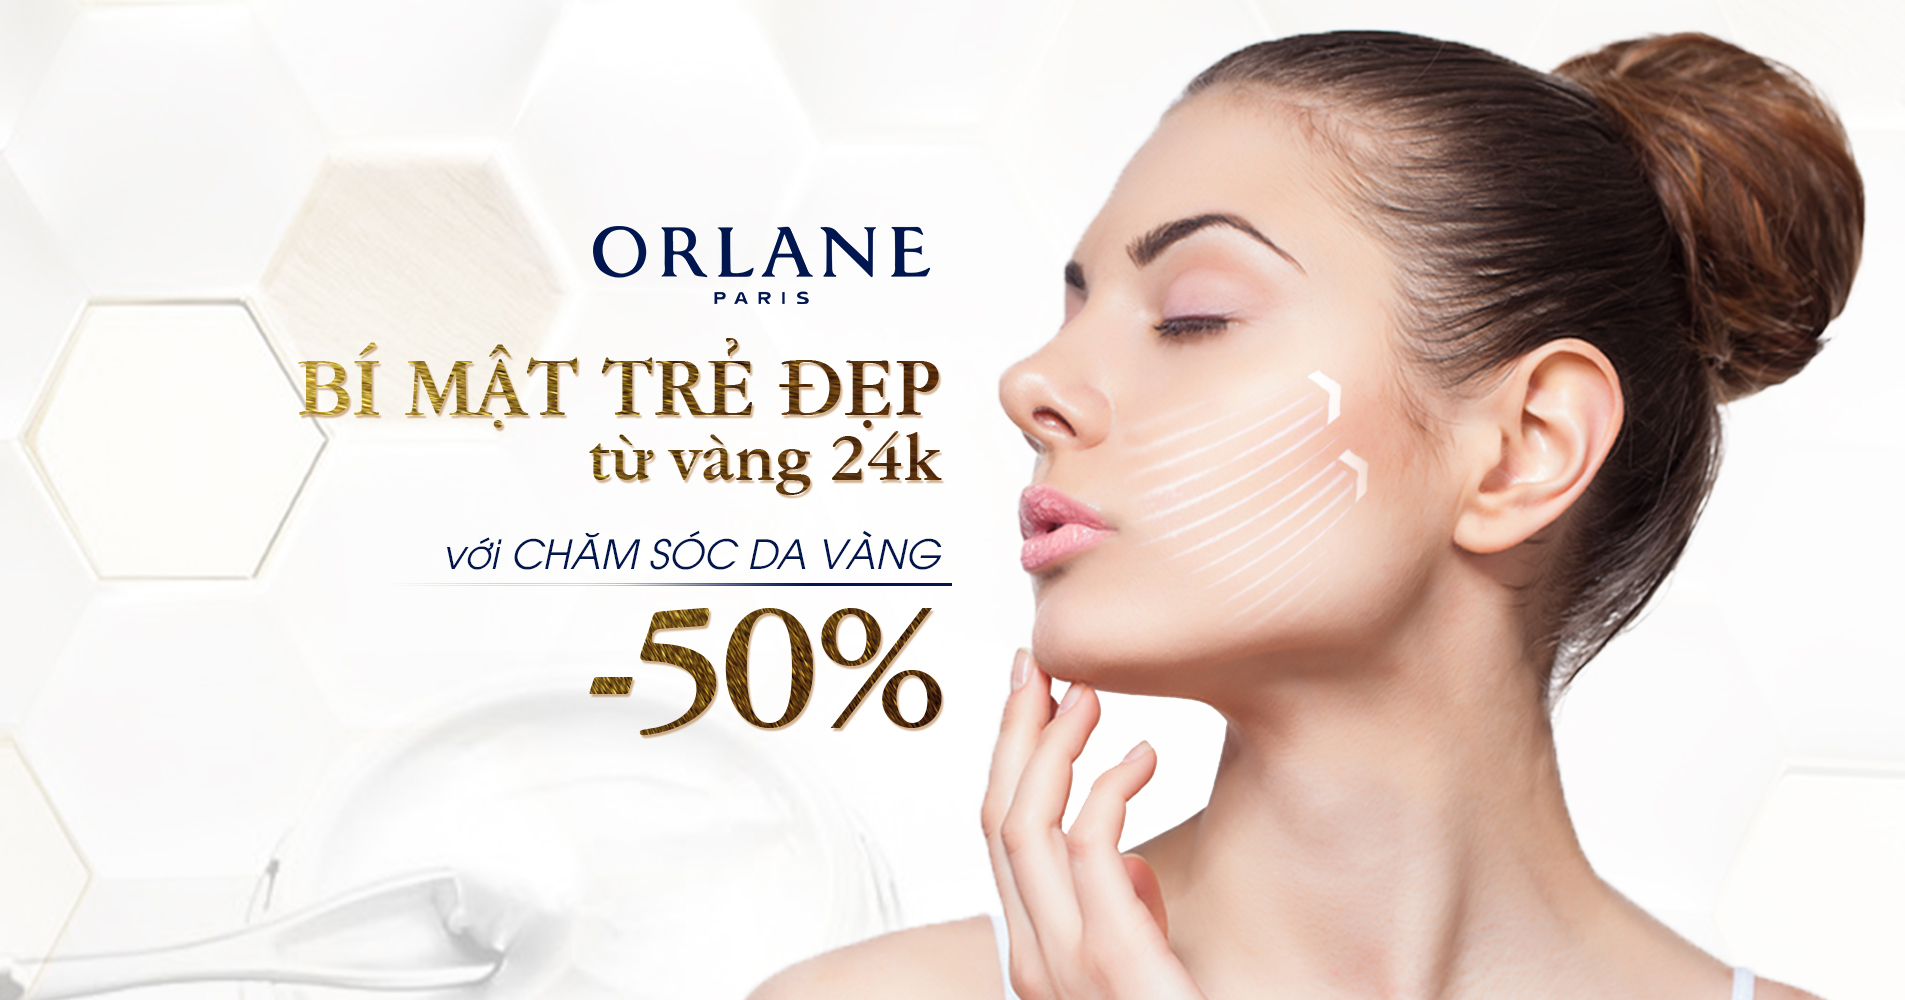 ORLANE
PARIS
BÍ MẬT TRẺ ĐẸP
từ vàng 24k
với CHĂM SÓC DA VÀNG
-50%